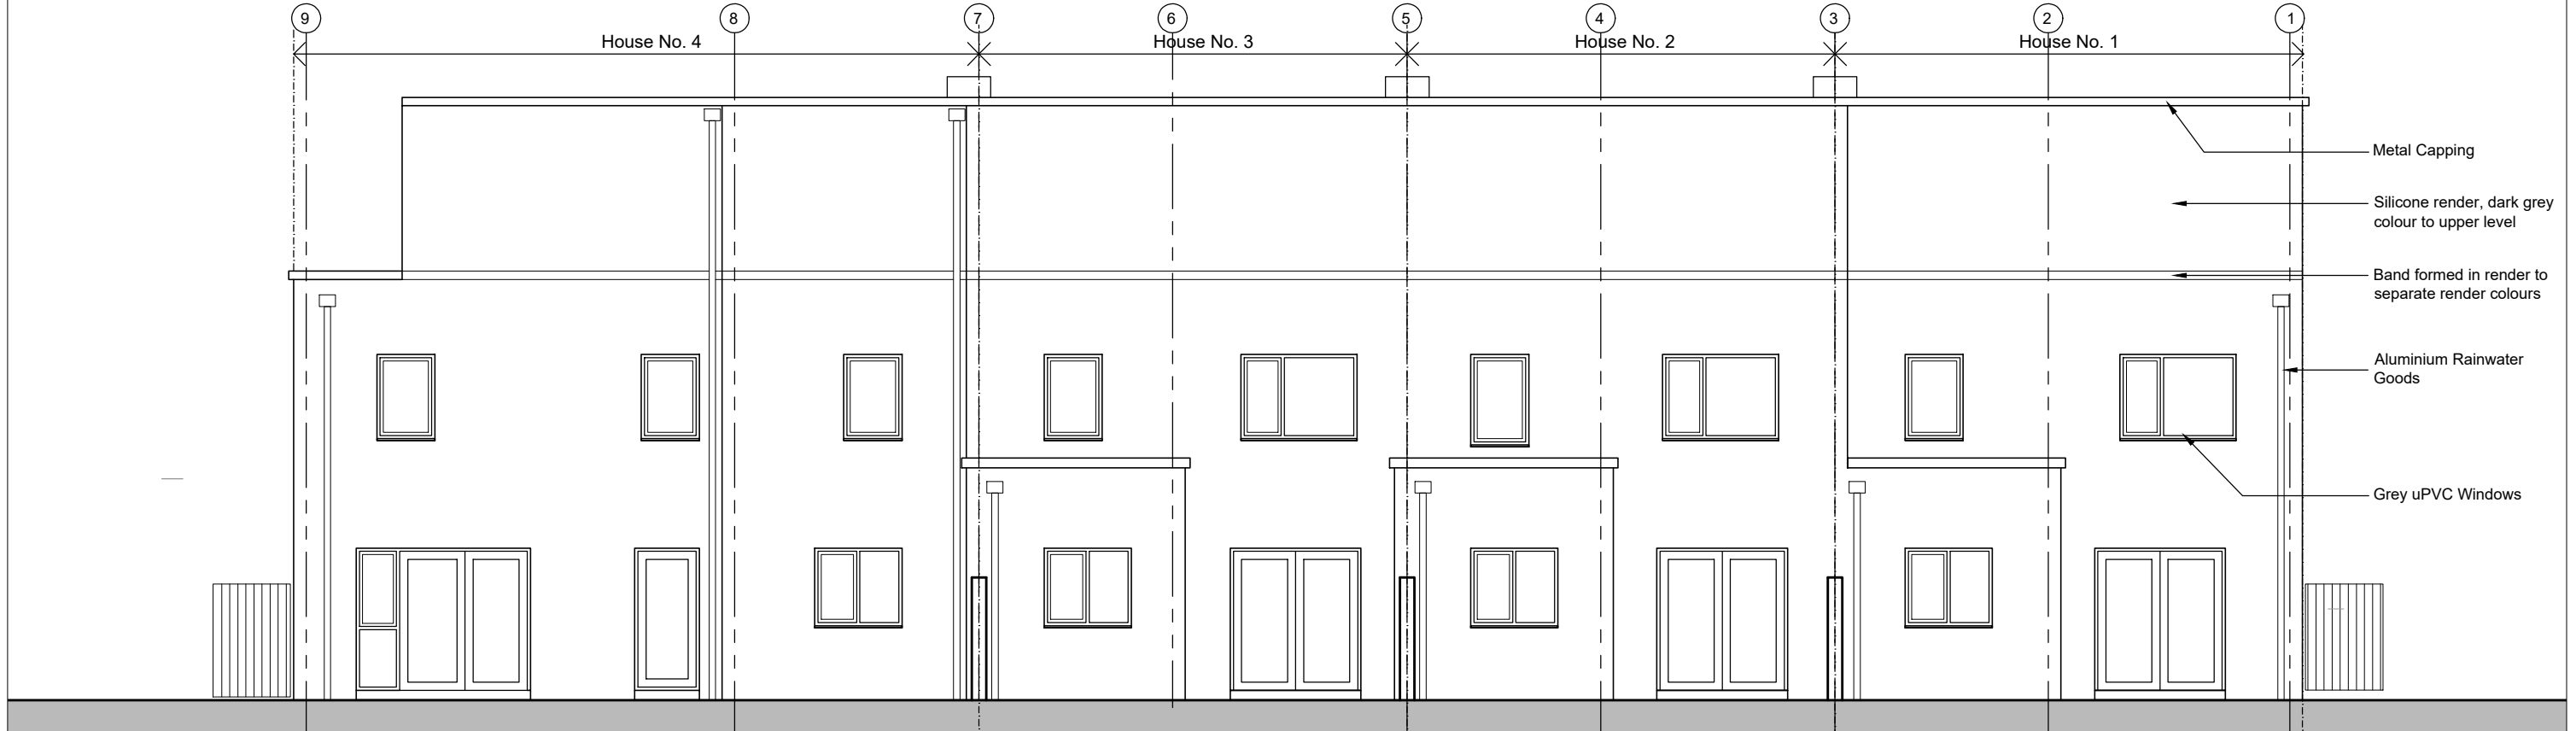 9 8 7 6 5 4 3 2 1
House No. 4 House No. 3 House No. 2 House No. 1
Metal Capping
Silicone render, dark grey
colour to upper level
Band formed in render to
separate render colours
Aluminium Rainwater
Goods
Grey uPVC Windows